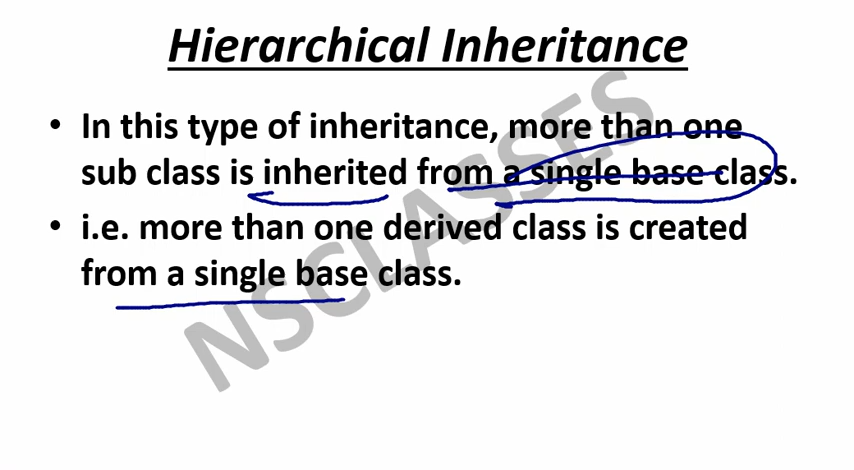 Hierarchical Inheritance
• In this type of inheritance, more than one
sub class is inherited from a single base class.
• i.e. more than one derived class is created
from a single base class.
NSCLASSES